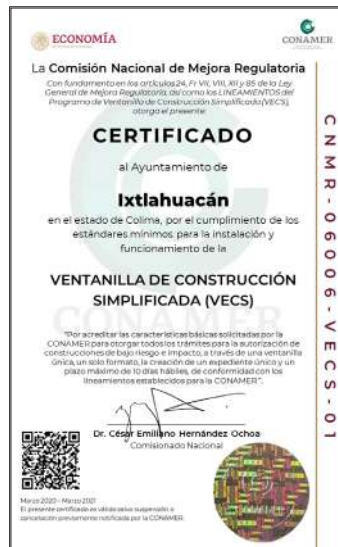 ECONOMÍA
CONAMER
La Comisión Nacional de Mejora Regulatoria
Con fundamento en los artículos 24, Fr VII, VIII, XII y 85 de la Ley
General de Mejora Regulatoria, así como los LINEAMIENTOS del
Programa de Ventanilla de Construcción Simplificada (VECS),
otorga el presente:
CERTIFICADO
al Ayuntamiento de
Ixtlahuacán
en el estado de Colima, por el cumplimiento de los
estándares mínimos para la instalación y
funcionamiento de la
VENTANILLA DE CONSTRUCCIÓN
SIMPLIFICADA (VECS)
CONAMER
"Por acreditar las características básicas solicitadas por la
CONAMER para otorgar todos los trámites para la autorización de
construcciones de bajo riesgo e impacto, a través de una ventanilla
única, un solo formato, la creación de un expediente único y un
plazo máximo de 10 días hábiles, de conformidad con los
lineamientos establecidos para la CONAMER".
Dr. César Emiliano Hernández Ochoa
Comisionado Nacional
Marzo 2020 – Marzo 2021
El presente certificado es válido salvo suspensión o
cancelación previamente notificada por la CONAMER.
CNMR-06006-VECS-01